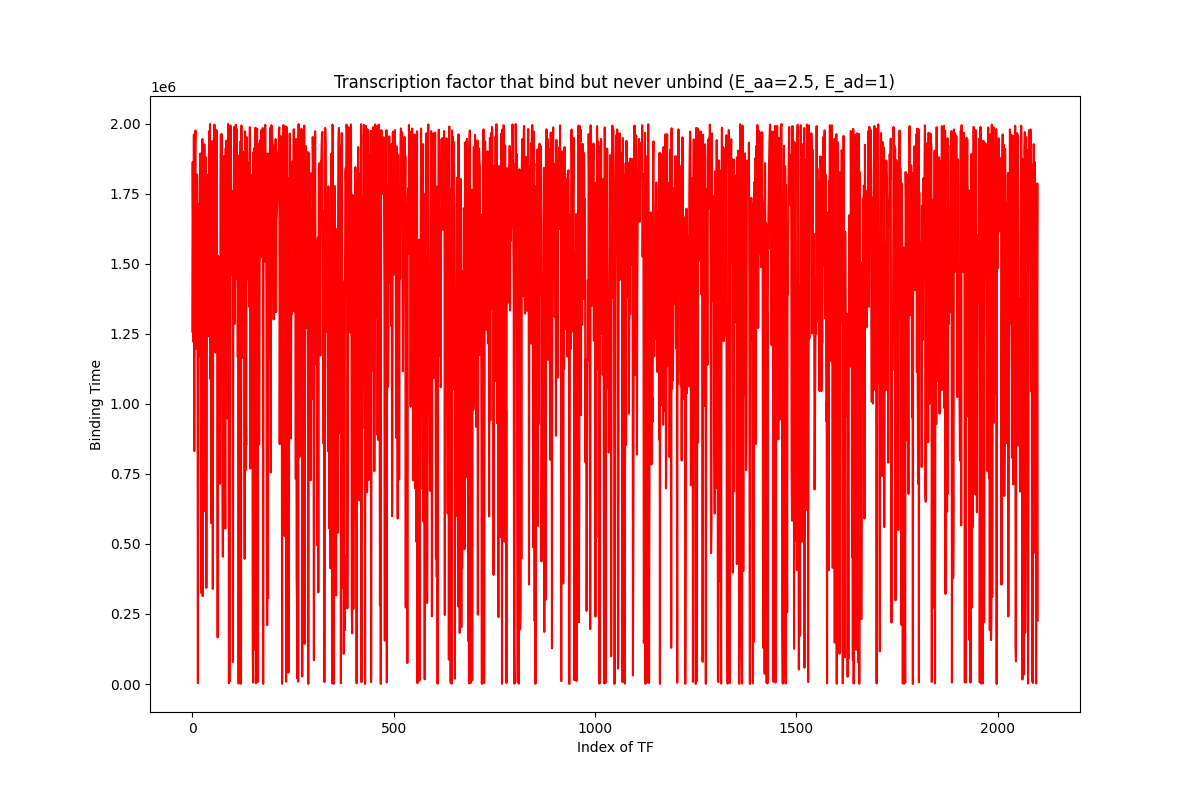 Transcription factor that bind but never unbind (E_aa=2.5, E_ad=1)
1e6
2.00
1.75
1.50
1.25
1.00
0.75
0.50
0.25
0.00
Binding Time
0 500 1000 1500 2000
Index of TF